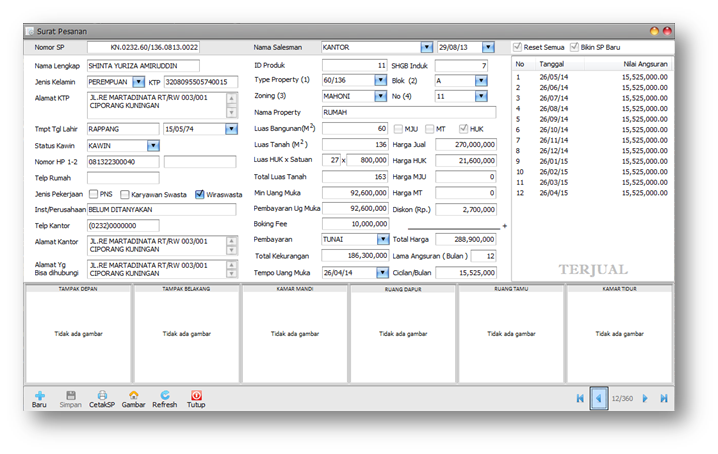 Surat Pesanan
Nomor SP KN.0232.60/136.0813.0022 Nama Salesman KANTOR 29/08/13 Reset Semua Bikin SP Baru
Nama Lengkap SHINTA YURIZA AMIRUDDIN
Jenis Kelamin PEREMPUAN KTP 3208095505740015
Alamat KTP JL.RE MARTADINATA RT/RW 003/001
CIPORANG KUNINGAN
Tmpt Tgl Lahir RAPPANG 15/05/74
Status Kawin KAWIN
Nomor HP 1-2 081322300040
Telp Rumah
Jenis Pekerjaan PNS Karyawan Swasta Wiraswasta
Inst/Perusahaan BELUM DITANYAKAN
Telp Kantor (0232)0000000
Alamat Kantor JL.RE MARTADINATA RT/RW 003/001
CIPORANG KUNINGAN
Alamat Yg
Bisa dihubungi
JL.RE MARTADINATA RT/RW 003/001
CIPORANG KUNINGAN
ID Produk 11 SHGB Induk 7
Type Property (1) 60/136 Blok (2) A
Zoning (3) MAHONI No (4) 11
Nama Property RUMAH
Luas Bangunan(M2) 60 MJU MT HUK
Luas Tanah (M2) 136 Harga Jual 270,000,000
Luas HUK x Satuan 27 x 800,000 Harga HUK 21,600,000
Total Luas Tanah 163 Harga MJU 0
Min Uang Muka 92,600,000 Harga MT 0
Pembayaran Ug Muka 92,600,000 Diskon (Rp.) 2,700,000
Boking Fee 10,000,000 +
Pembayaran TUNAI Total Harga 288,900,000
Total Kekurangan 186,300,000 Lama Angsuran ( Bulan ) 12
Tempo Uang Muka 26/04/14 Cicilan/Bulan 15,525,000
No Tanggal Nilai Angsuran
1 26/05/14 15,525,000.00
2 26/06/14 15,525,000.00
3 26/07/14 15,525,000.00
4 26/08/14 15,525,000.00
5 26/09/14 15,525,000.00
6 26/10/14 15,525,000.00
7 26/11/14 15,525,000.00
8 26/12/14 15,525,000.00
9 26/01/15 15,525,000.00
10 26/02/15 15,525,000.00
11 26/03/15 15,525,000.00
12 26/04/15 15,525,000.00
TERJUAL
TAMPAK DEPAN TAMPAK BELAKANG KAMAR MANDI RUANG DAPUR RUANG TAMU KAMAR TIDUR
Tidak ada gambar Tidak ada gambar Tidak ada gambar Tidak ada gambar Tidak ada gambar Tidak ada gambar
Baru Simpan CetakSP Gambar Refresh Tutup 12/360